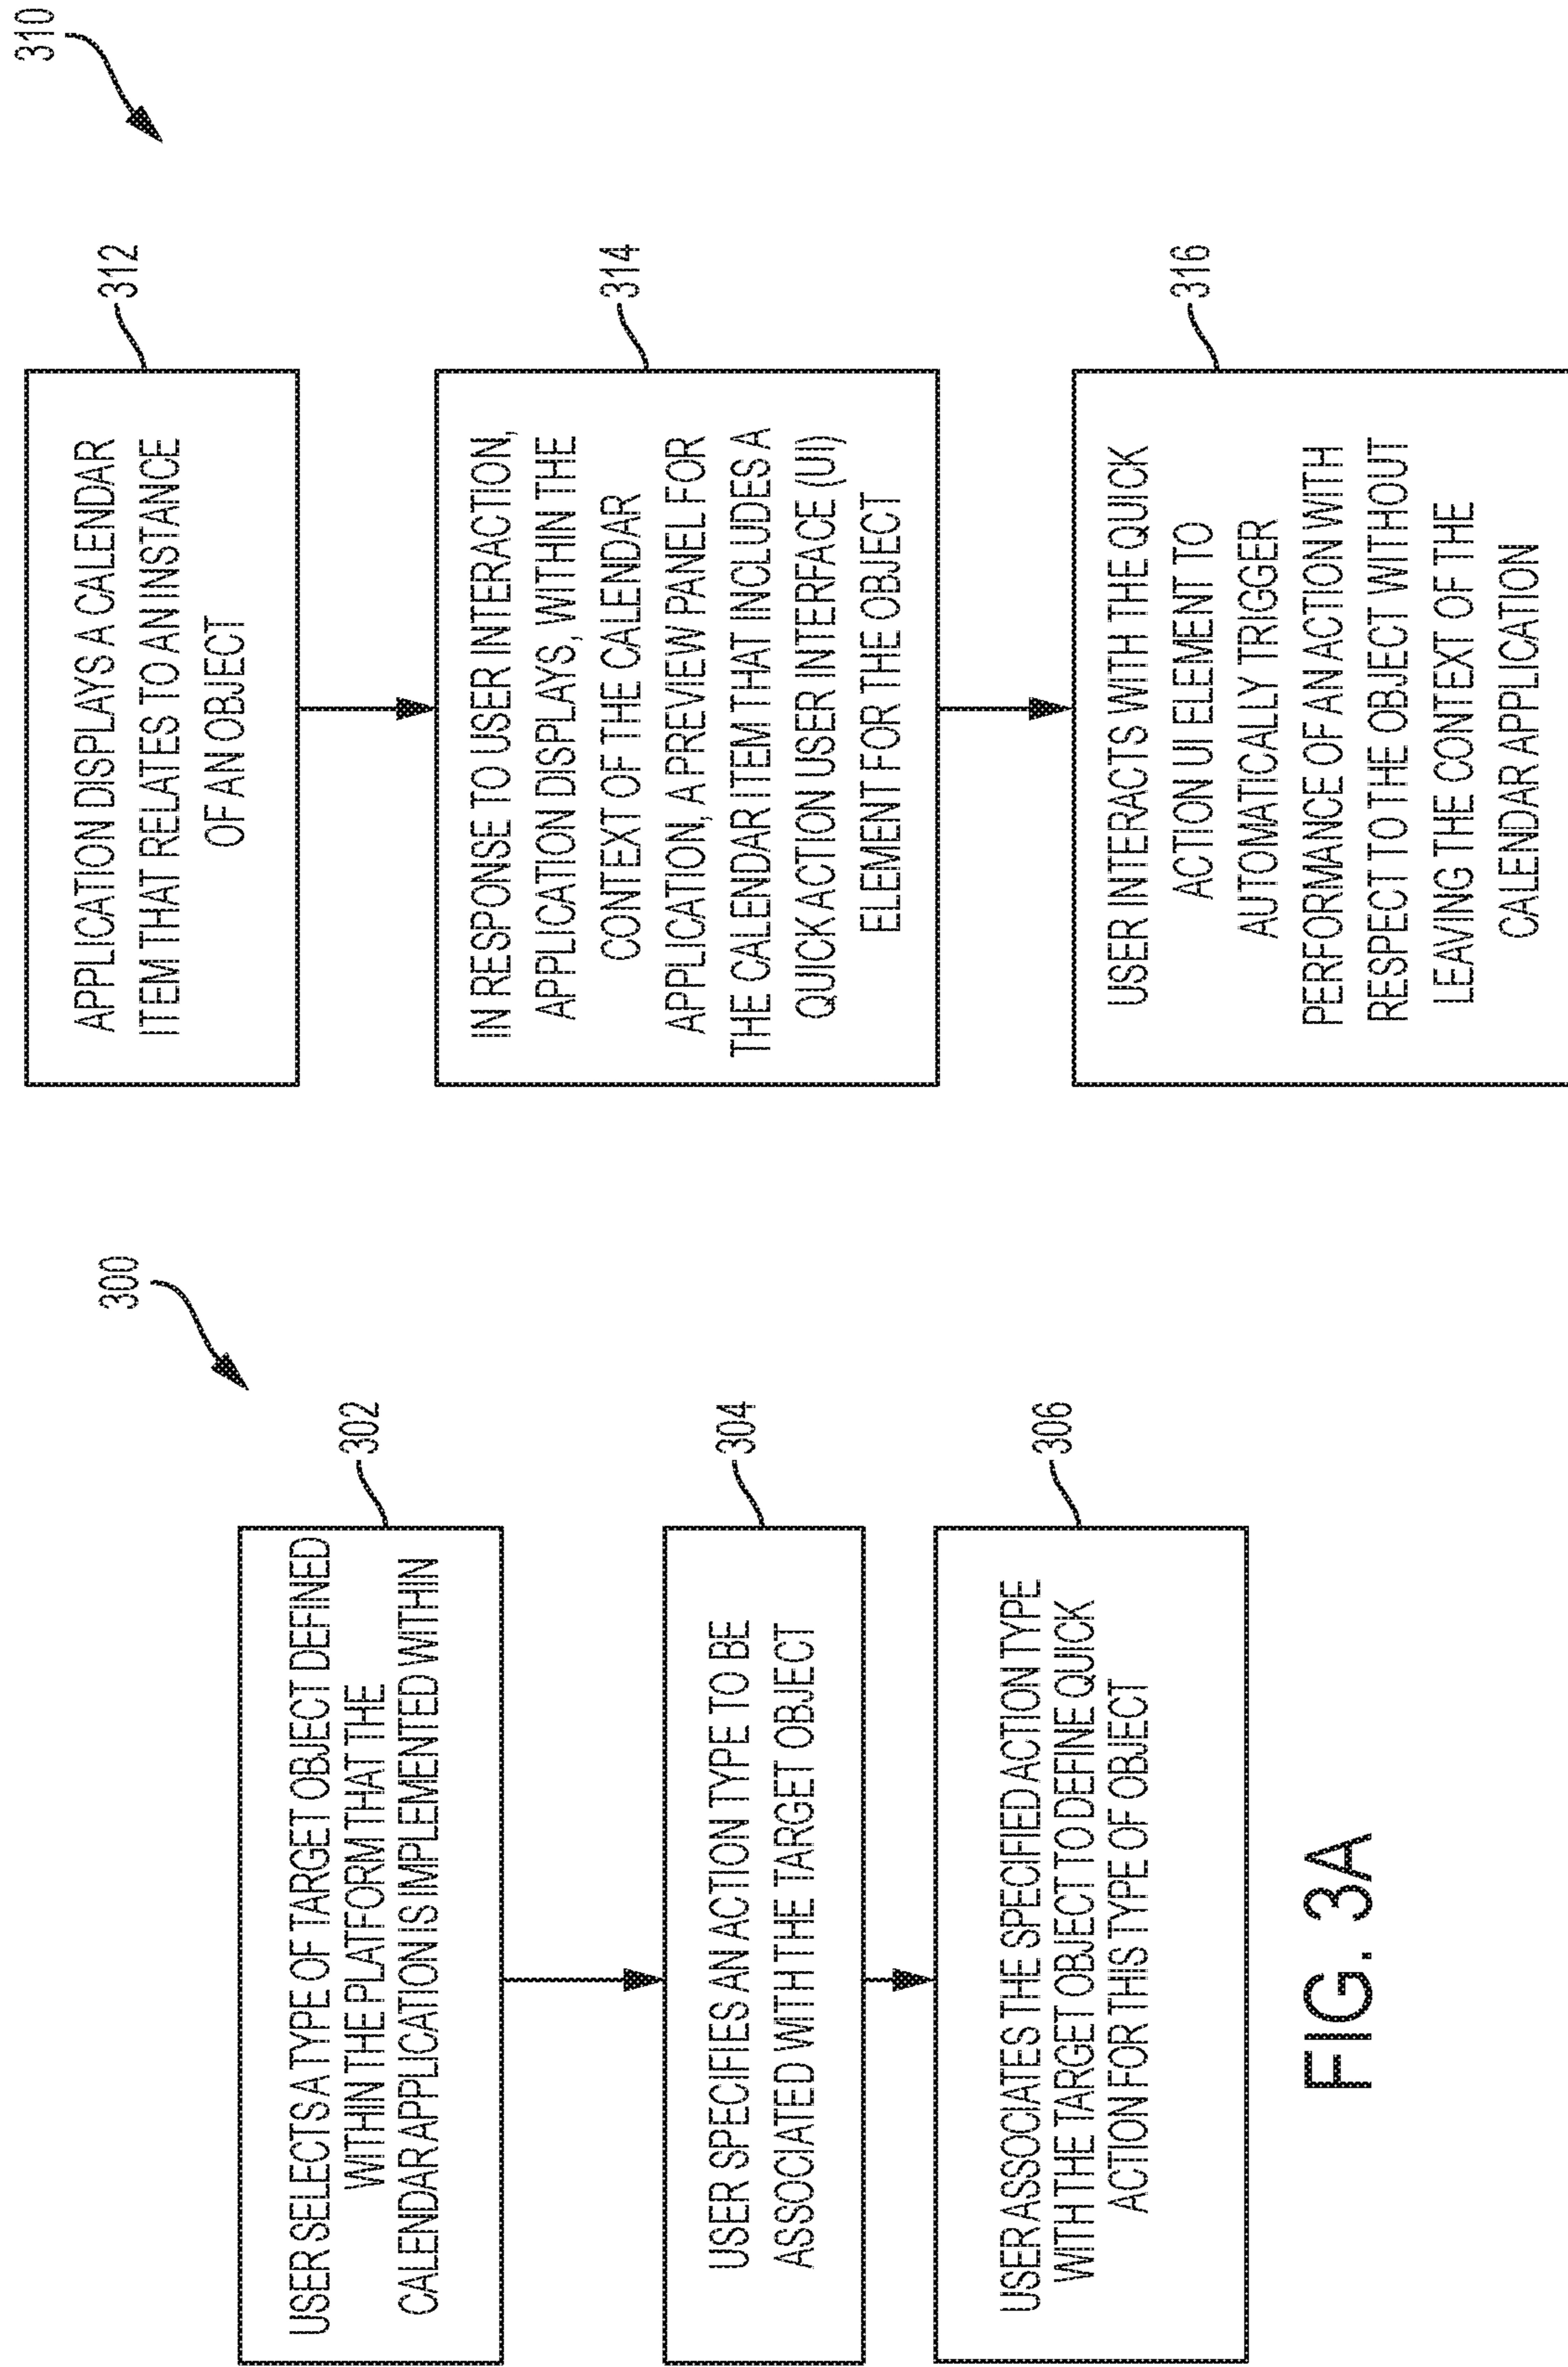 300
USER SELECTS A TYPE OF TARGET OBJECT DEFINED
WITHIN THE PLATFORM THAT THE
CALENDAR APPLICATION IS IMPLEMENTED WITHIN
302
USER SPECIFIES AN ACTION TYPE TO BE
ASSOCIATED WITH THE TARGET OBJECT
304
USER ASSOCIATES THE SPECIFIED ACTION TYPE
WITH THE TARGET OBJECT TO DEFINE QUICK
ACTION FOR THIS TYPE OF OBJECT
306
FIG. 3A
310
APPLICATION DISPLAYS A CALENDAR
ITEM THAT RELATES TO AN INSTANCE
OF AN OBJECT
312
IN RESPONSE TO USER INTERACTION,
APPLICATION DISPLAYS, WITHIN THE
CONTEXT OF THE CALENDAR
APPLICATION, A PREVIEW PANEL FOR
THE CALENDAR ITEM THAT INCLUDES A
QUICK ACTION USER INTERFACE (UI)
ELEMENT FOR THE OBJECT
314
USER INTERACTS WITH THE QUICK
ACTION UI ELEMENT TO
AUTOMATICALLY TRIGGER
PERFORMANCE OF AN ACTION WITH
RESPECT TO THE OBJECT WITHOUT
LEAVING THE CONTEXT OF THE
CALENDAR APPLICATION
316